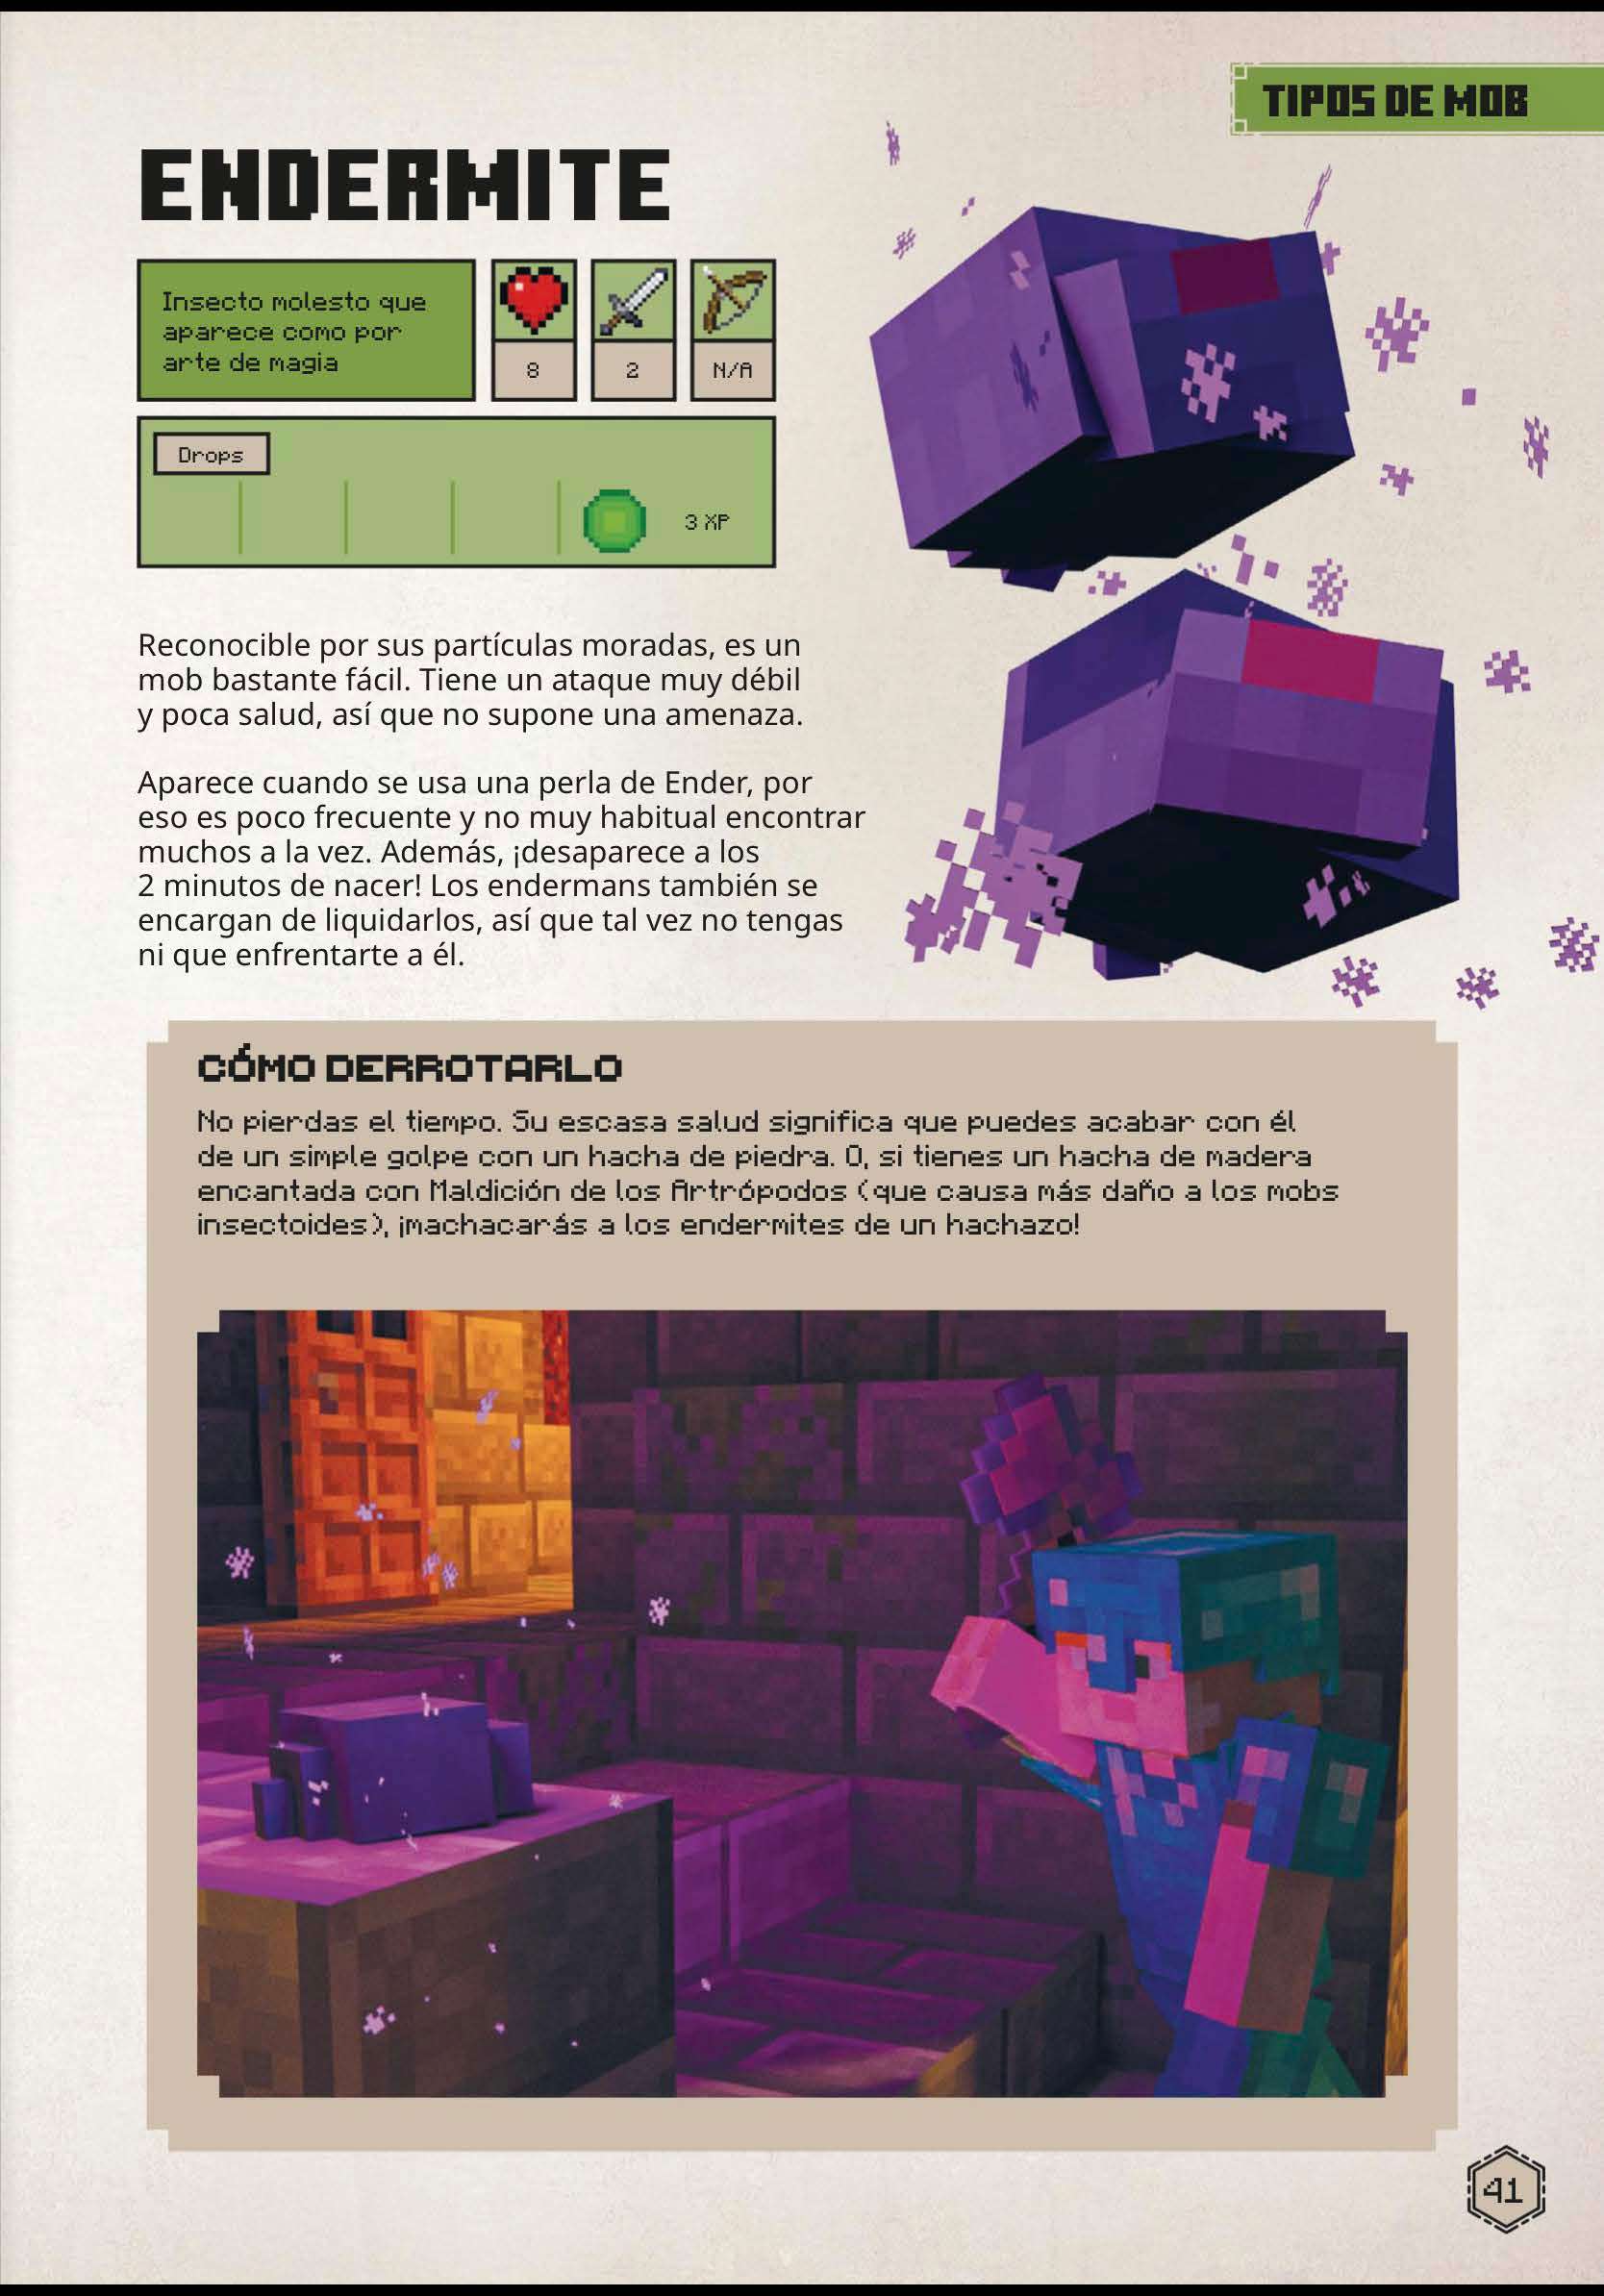 TIPOS DE MOB
ENDERMITE
Insecto molesto que
aparece como por
arte de magia
8
2
N/A
Drops
3 XP
Reconocible por sus partículas moradas, es un
mob bastante fácil. Tiene un ataque muy débil
y poca salud, así que no supone una amenaza.
Aparece cuando se usa una perla de Ender, por
eso es poco frecuente y no muy habitual encontrar
muchos a la vez. Además, ¡desaparece a los
2 minutos de nacer! Los endermans también se
encargan de liquidarlos, así que tal vez no tengas
ni que enfrentarte a él.
CÓMO DERROTARLO
No pierdas el tiempo. Su escasa salud significa que puedes acabar con él
de un simple golpe con un hacha de piedra. O, si tienes un hacha de madera
encantada con Maldición de los Artrópodos (que causa más daño a los mobs
insectoides), ¡machacarás a los endermites de un hachazo!
41